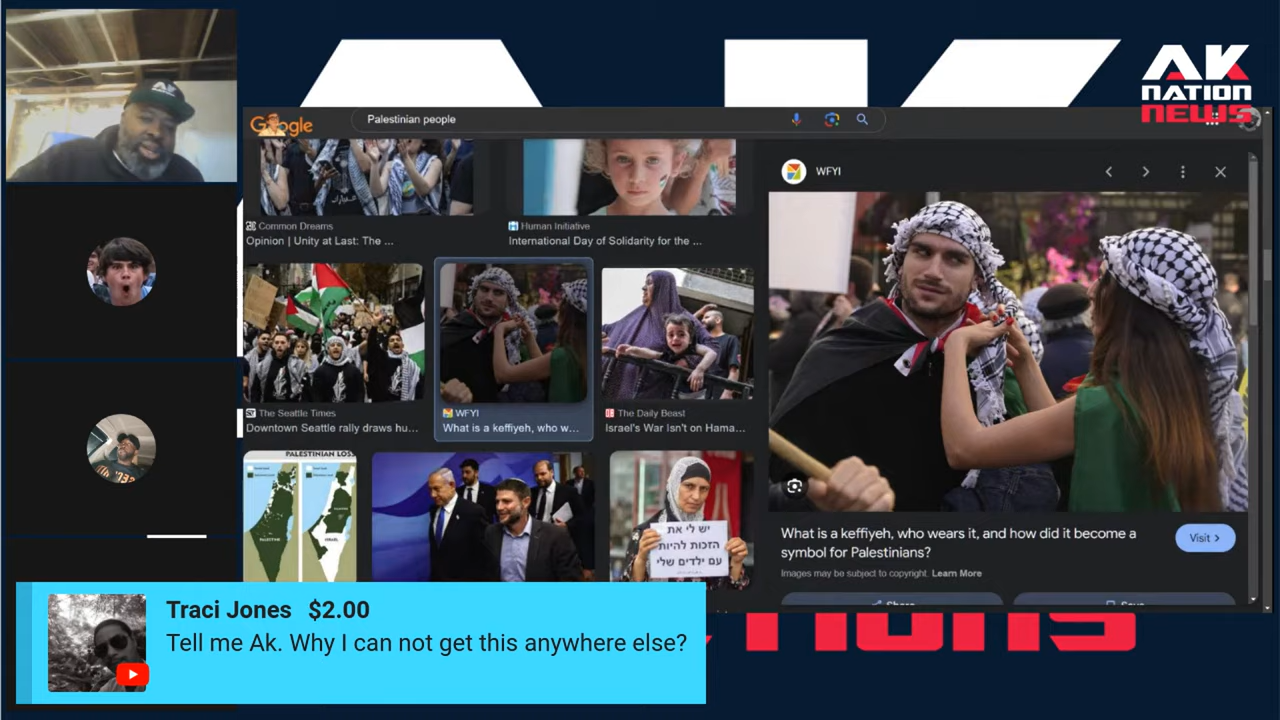 AK
NATION
NEWS
Google
Palestinian people
WFYI
Common Dreams
Opinion | Unity at Last: The ...
Human Initiative
International Day of Solidarity for the ...
The Seattle Times
Downtown Seattle rally draws hu...
WFYI
What is a keffiyeh, who w...
The Daily Beast
Israel's War Isn't on Hama...
PALESTINIAN LOSS
PALESTINE
ISRAEL
יש לי את
הזכות להיות
עם ילדים שלי
What is a keffiyeh, who wears it, and how did it become a
symbol for Palestinians?
Visit >
Images may be subject to copyright. Learn More
Share
Save
Traci Jones $2.00
Tell me Ak. Why I can not get this anywhere else?